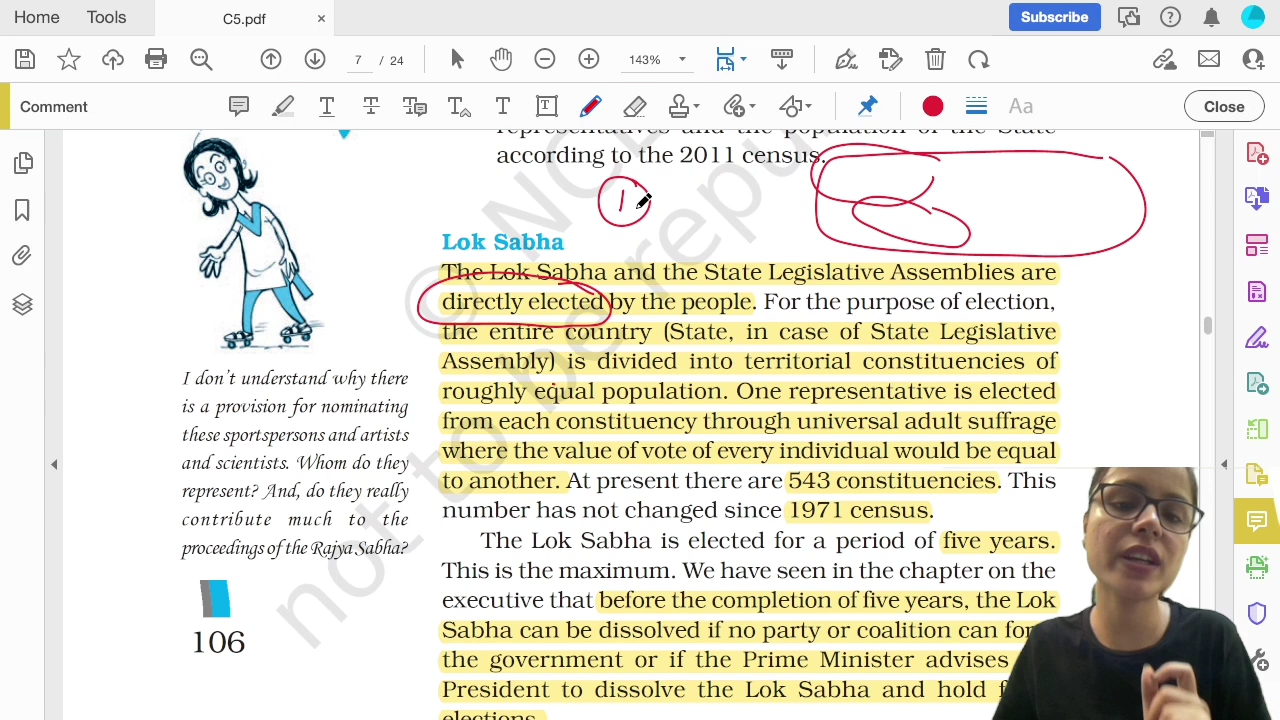 Home
Tools
C5.pdf
×
Subscribe
7 / 24
143%
Comment
Aa
Close
representatives and the population of the State
according to the 2011 census.
1
Lok Sabha
The Lok Sabha and the State Legislative Assemblies are
directly elected by the people. For the purpose of election,
the entire country (State, in case of State Legislative
Assembly) is divided into territorial constituencies of
roughly equal population. One representative is elected
from each constituency through universal adult suffrage
where the value of vote of every individual would be equal
to another. At present there are 543 constituencies. This
number has not changed since 1971 census.
The Lok Sabha is elected for a period of five years.
This is the maximum. We have seen in the chapter on the
executive that before the completion of five years, the Lok
Sabha can be dissolved if no party or coalition can
the government or if the Prime Minister advises
President to dissolve the Lok Sabha and hold
elections.
I don't understand why there
is a provision for nominating
these sportspersons and artists
and scientists. Whom do they
represent? And, do they really
contribute much to the
proceedings of the Rajya Sabha?
106
© NCE
not to be repu